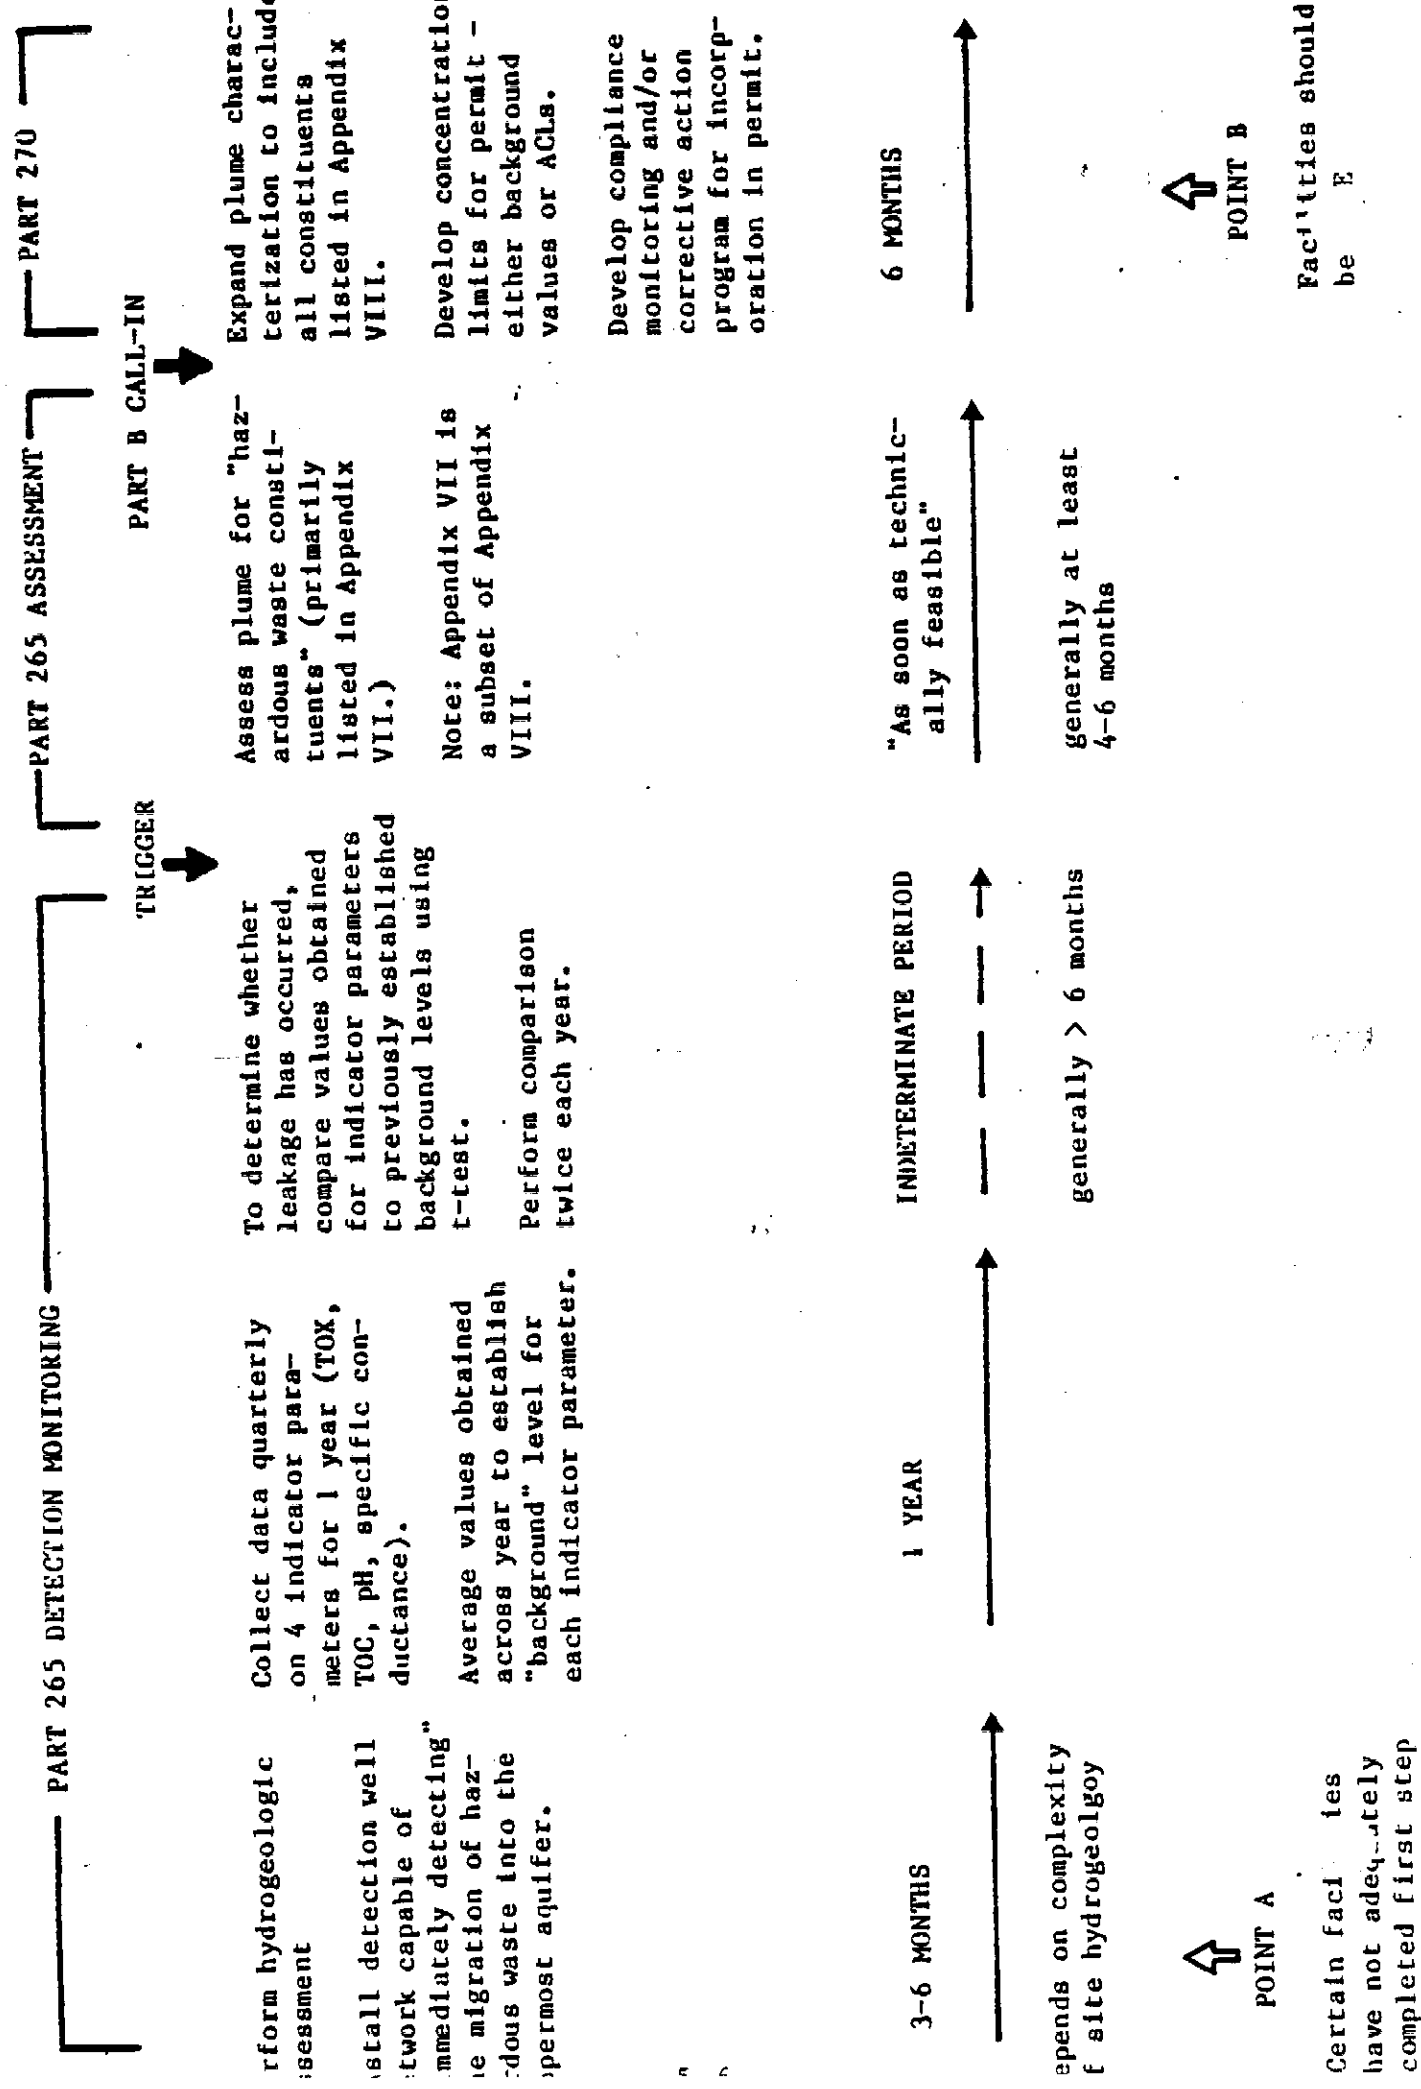 PART 265 DETECTION MONITORING
PART 265 ASSESSMENT
PART 270
TRIGGER
PART B CALL-IN
rform hydrogeologic
sessment
stall detection well
twork capable of
mmediately detecting"
e migration of haz-
dous waste into the
permost aquifer.
Collect data quarterly
on 4 indicator para-
meters for 1 year (TOX,
TOC, pH, specific con-
ductance).
Average values obtained
across year to establish
"background" level for
each indicator parameter.
To determine whether
leakage has occurred,
compare values obtained
for indicator parameters
to previously established
background levels using
t-test.
Perform comparison
twice each year.
Assess plume for "haz-
ardous waste consti-
tuents" (primarily
listed in Appendix
VII.)
Note: Appendix VII is
a subset of Appendix
VIII.
Expand plume charac-
terization to include
all constituents
listed in Appendix
VIII.
Develop concentratio
limits for permit -
either background
values or ACLs.
Develop compliance
monitoring and/or
corrective action
program for incorp-
oration in permit.
3-6 MONTHS
1 YEAR
INDETERMINATE PERIOD
"As soon as technic-
ally feasible"
6 MONTHS
epends on complexity
f site hydrogeolgoy
generally > 6 months
generally at least
4-6 months
POINT A
Certain
have not
completed first step
POINT B
should
be